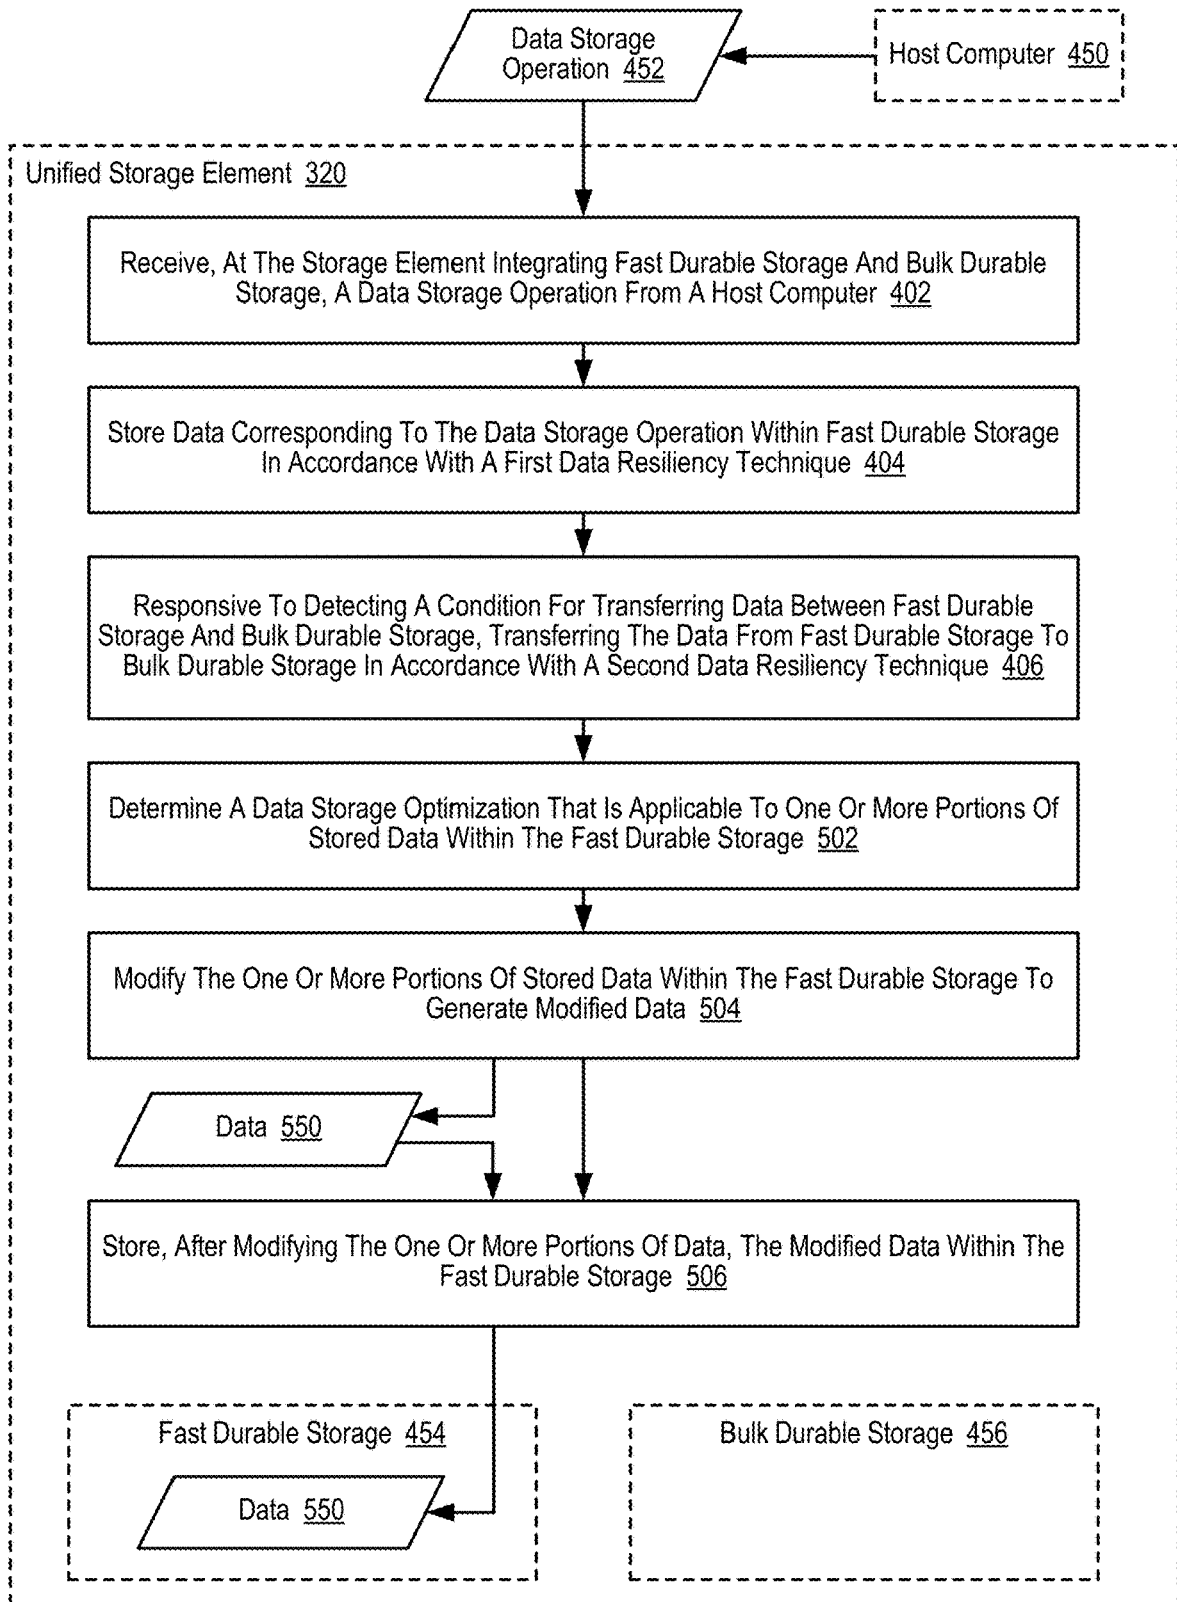 Data Storage
Operation 452
Host Computer 450
Unified Storage Element 320
Receive, At The Storage Element Integrating Fast Durable Storage And Bulk Durable
Storage, A Data Storage Operation From A Host Computer 402
Store Data Corresponding To The Data Storage Operation Within Fast Durable Storage
In Accordance With A First Data Resiliency Technique 404
Responsive To Detecting A Condition For Transferring Data Between Fast Durable
Storage And Bulk Durable Storage, Transferring The Data From Fast Durable Storage To
Bulk Durable Storage In Accordance With A Second Data Resiliency Technique 406
Determine A Data Storage Optimization That Is Applicable To One Or More Portions Of
Stored Data Within The Fast Durable Storage 502
Modify The One Or More Portions Of Stored Data Within The Fast Durable Storage To
Generate Modified Data 504
Data 550
Store, After Modifying The One Or More Portions Of Data, The Modified Data Within The
Fast Durable Storage 506
Fast Durable Storage 454
Data 550
Bulk Durable Storage 456